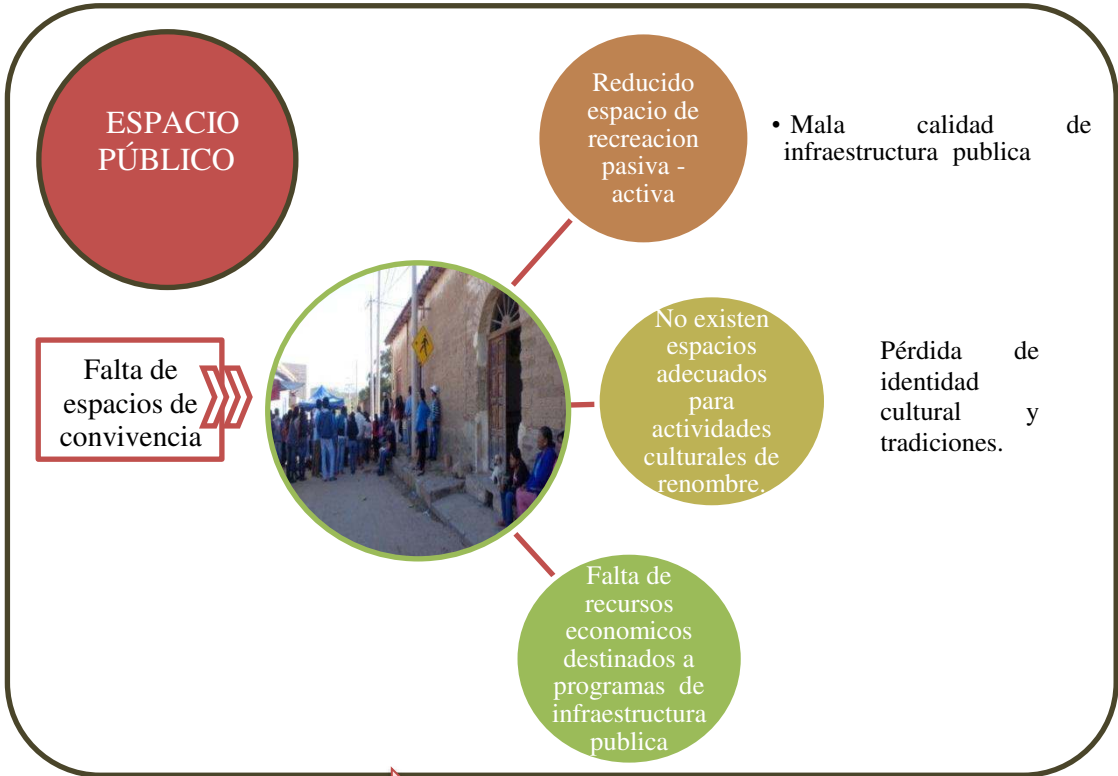 ESPACIO
PÚBLICO
Reducido
espacio de
recreacion
pasiva -
activa
• Mala calidad de
infraestructura publica
Falta de
espacios de
convivencia
No existen
espacios
adecuados
para
actividades
culturales de
renombre.
Pérdida de
identidad
cultural y
tradiciones.
Falta de
recursos
economicos
destinados a
programas de
infraestructura
publica